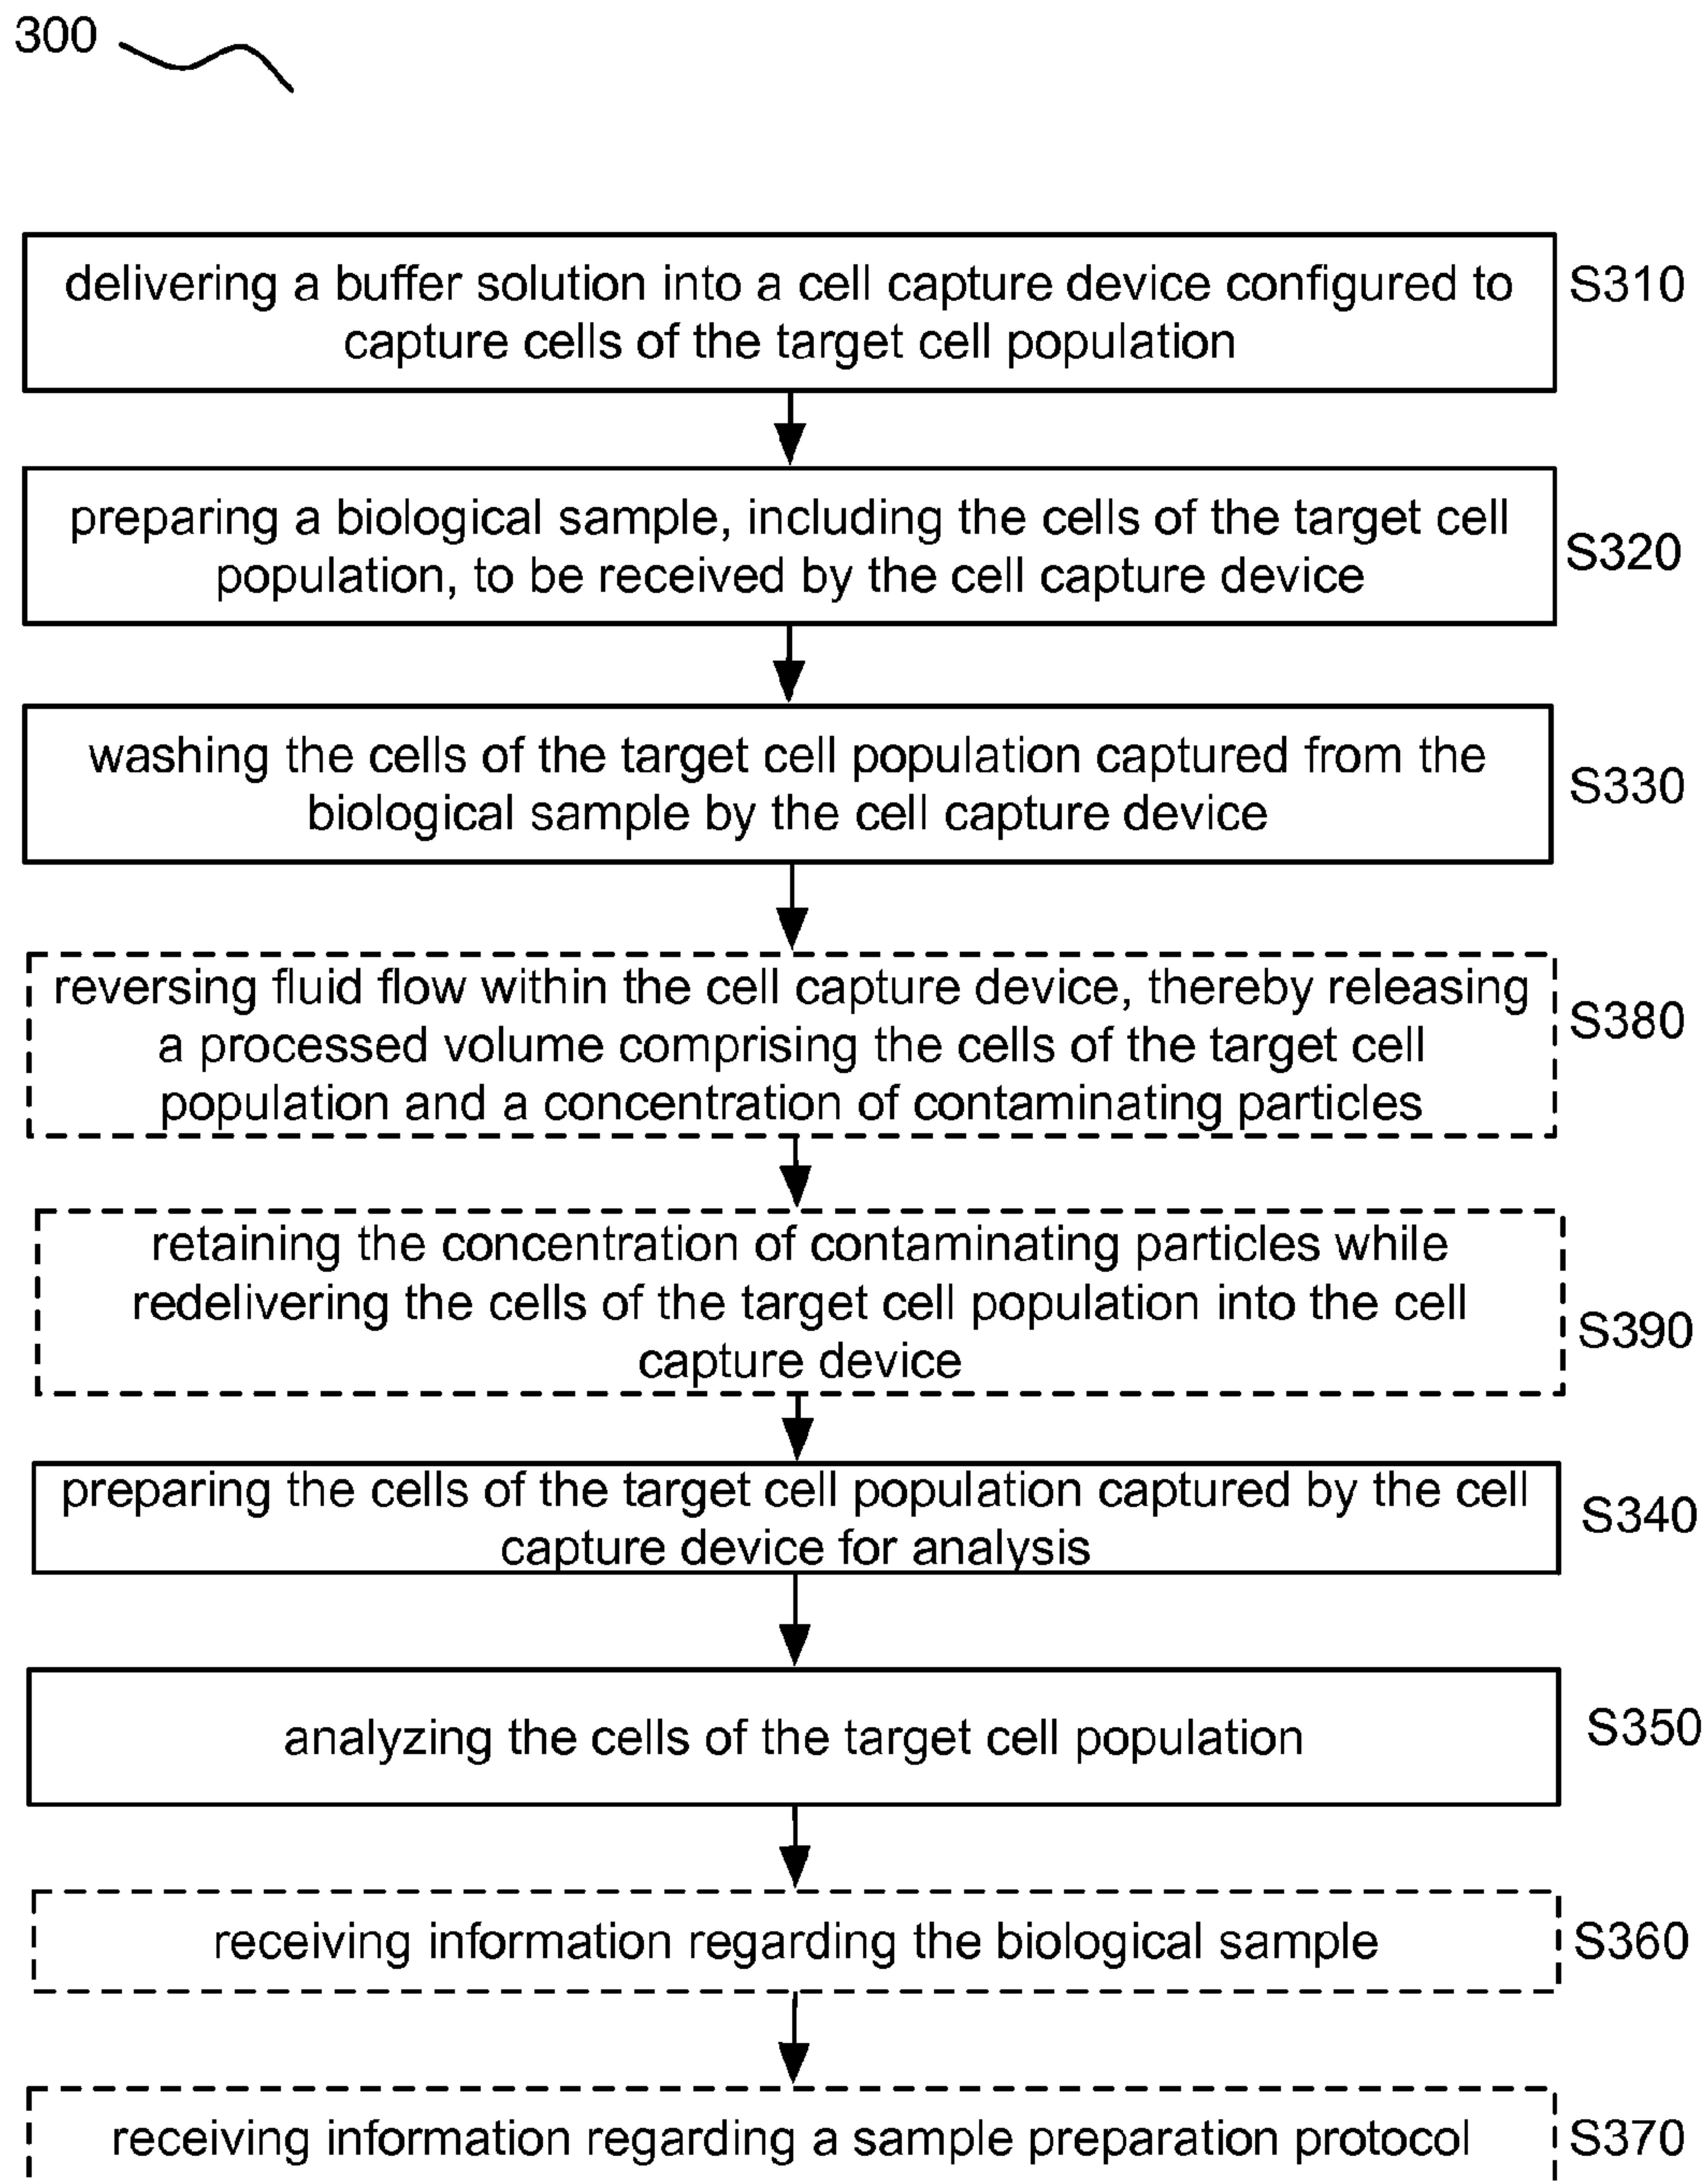 300
delivering a buffer solution into a cell capture device configured to
capture cells of the target cell population
S310
preparing a biological sample, including the cells of the target cell
population, to be received by the cell capture device
S320
washing the cells of the target cell population captured from the
biological sample by the cell capture device
S330
reversing fluid flow within the cell capture device, thereby releasing
a processed volume comprising the cells of the target cell
population and a concentration of contaminating particles
S380
retaining the concentration of contaminating particles while
redelivering the cells of the target cell population into the cell
capture device
S390
preparing the cells of the target cell population captured by the cell
capture device for analysis
S340
analyzing the cells of the target cell population
S350
receiving information regarding the biological sample
S360
receiving information regarding a sample preparation protocol
S370